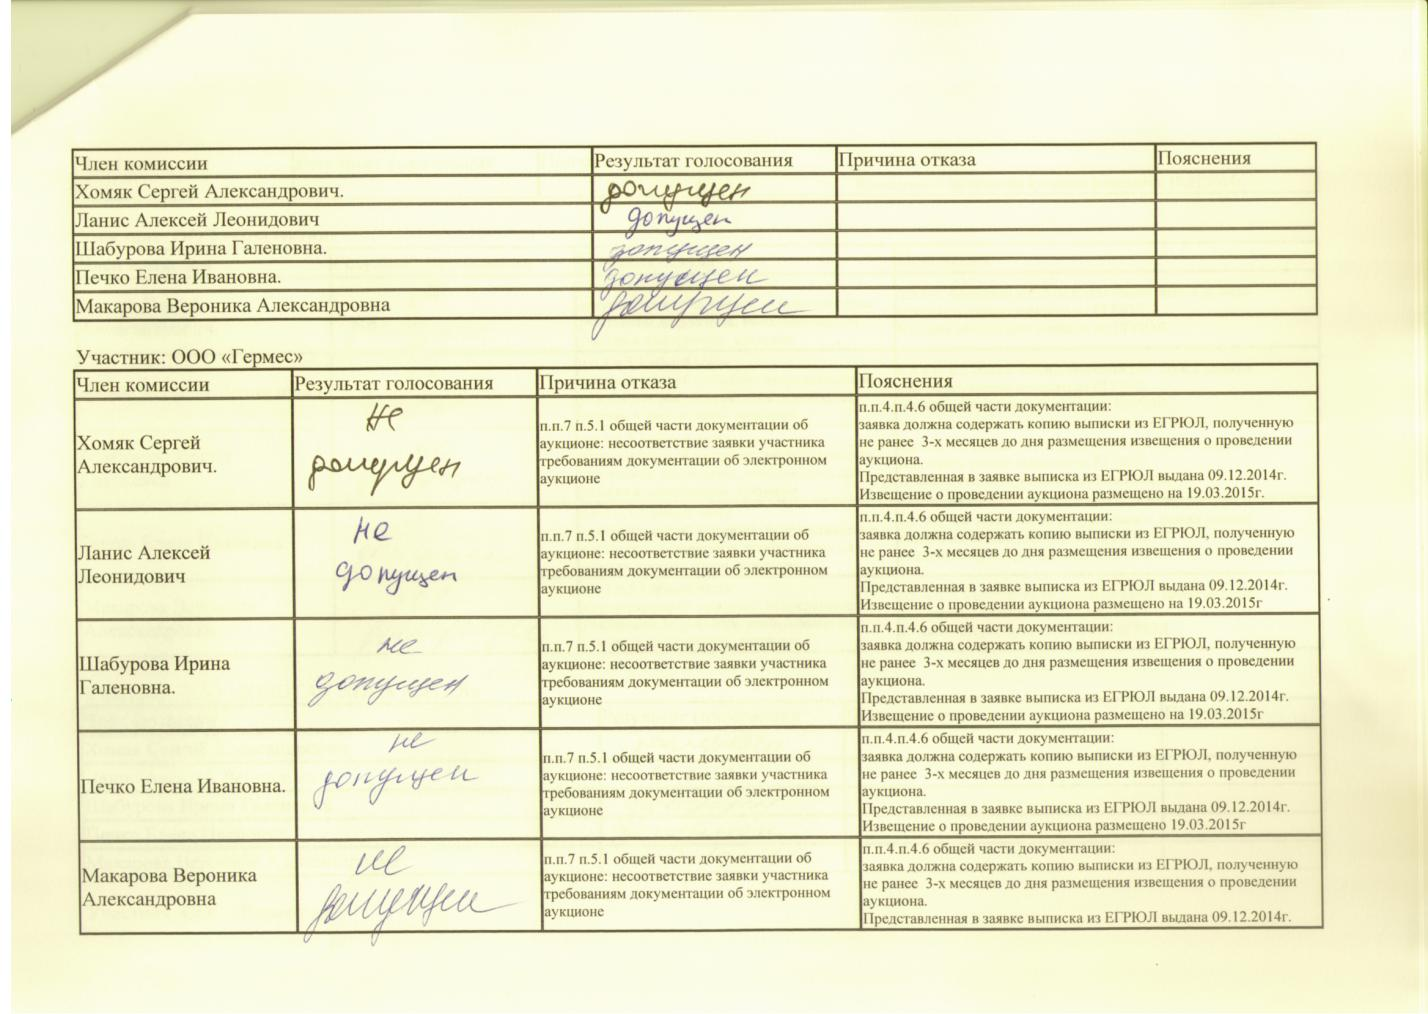 Член комиссии Результат голосования Причина отказа Пояснения
Хомяк Сергей Александрович. допущен
Ланис Алексей Леонидович допущен
Шабурова Ирина Галеновна. допущен
Печко Елена Ивановна. допущен
Макарова Вероника Александровна допущен
Участник: ООО «Гермес»
Член комиссии Результат голосования Причина отказа Пояснения
Хомяк Сергей
Александрович.
не
допущен
п.п.7 п.5.1 общей части документации об
аукционе: несоответствие заявки участника
требованиям документации об электронном
аукционе
п.п.4.п.4.6 общей части документации:
заявка должна содержать копию выписки из ЕГРЮЛ, полученную
не ранее 3-х месяцев до дня размещения извещения о проведении
аукциона.
Представленная в заявке выписка из ЕГРЮЛ выдана 09.12.2014г.
Извещение о проведении аукциона размещено на 19.03.2015г.
Ланис Алексей
Леонидович
не
допущен
п.п.7 п.5.1 общей части документации об
аукционе: несоответствие заявки участника
требованиям документации об электронном
аукционе
п.п.4.п.4.6 общей части документации:
заявка должна содержать копию выписки из ЕГРЮЛ, полученную
не ранее 3-х месяцев до дня размещения извещения о проведении
аукциона.
Представленная в заявке выписка из ЕГРЮЛ выдана 09.12.2014г.
Извещение о проведении аукциона размещено на 19.03.2015г
Шабурова Ирина
Галеновна.
не
допущен
п.п.7 п.5.1 общей части документации об
аукционе: несоответствие заявки участника
требованиям документации об электронном
аукционе
п.п.4.п.4.6 общей части документации:
заявка должна содержать копию выписки из ЕГРЮЛ, полученную
не ранее 3-х месяцев до дня размещения извещения о проведении
аукциона.
Представленная в заявке выписка из ЕГРЮЛ выдана 09.12.2014г.
Извещение о проведении аукциона размещено на 19.03.2015г
Печко Елена Ивановна.
не
допущен
п.п.7 п.5.1 общей части документации об
аукционе: несоответствие заявки участника
требованиям документации об электронном
аукционе
п.п.4.п.4.6 общей части документации:
заявка должна содержать копию выписки из ЕГРЮЛ, полученную
не ранее 3-х месяцев до дня размещения извещения о проведении
аукциона.
Представленная в заявке выписка из ЕГРЮЛ выдана 09.12.2014г.
Извещение о проведении аукциона размещено 19.03.2015г
Макарова Вероника
Александровна
не
допущен
п.п.7 п.5.1 общей части документации об
аукционе: несоответствие заявки участника
требованиям документации об электронном
аукционе
п.п.4.п.4.6 общей части документации:
заявка должна содержать копию выписки из ЕГРЮЛ, полученную
не ранее 3-х месяцев до дня размещения извещения о проведении
аукциона.
Представленная в заявке выписка из ЕГРЮЛ выдана 09.12.2014г.